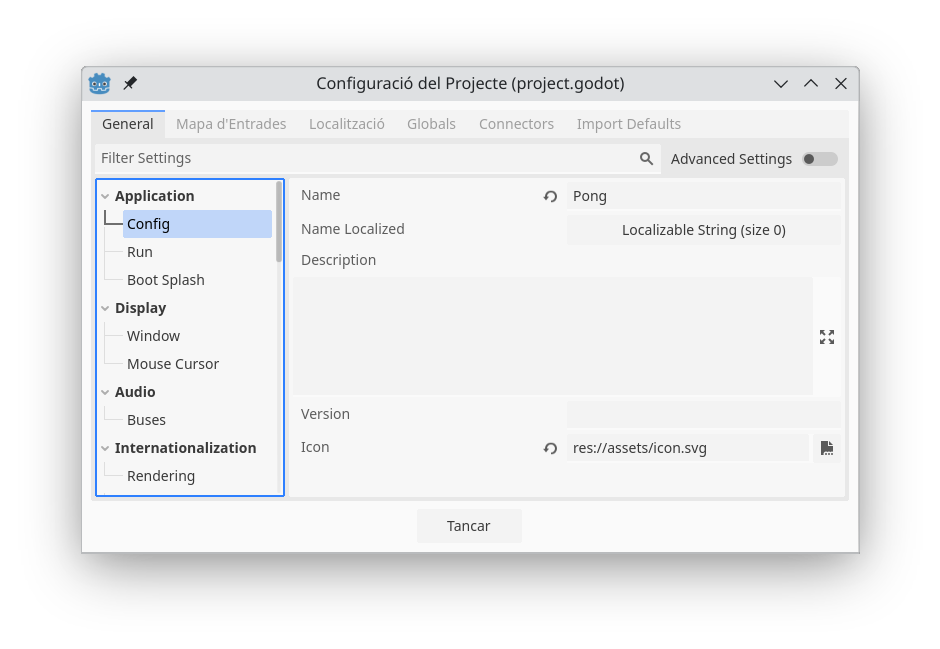 Configuració del Projecte (project.godot)
General Mapa d'Entrades Localització Globals Connectors Import Defaults
Filter Settings Advanced Settings
Application
Config
Run
Boot Splash
Display
Window
Mouse Cursor
Audio
Buses
Internationalization
Rendering
Name Pong
Name Localized Localizable String (size 0)
Description
Version
Icon res://assets/icon.svg
Tancar